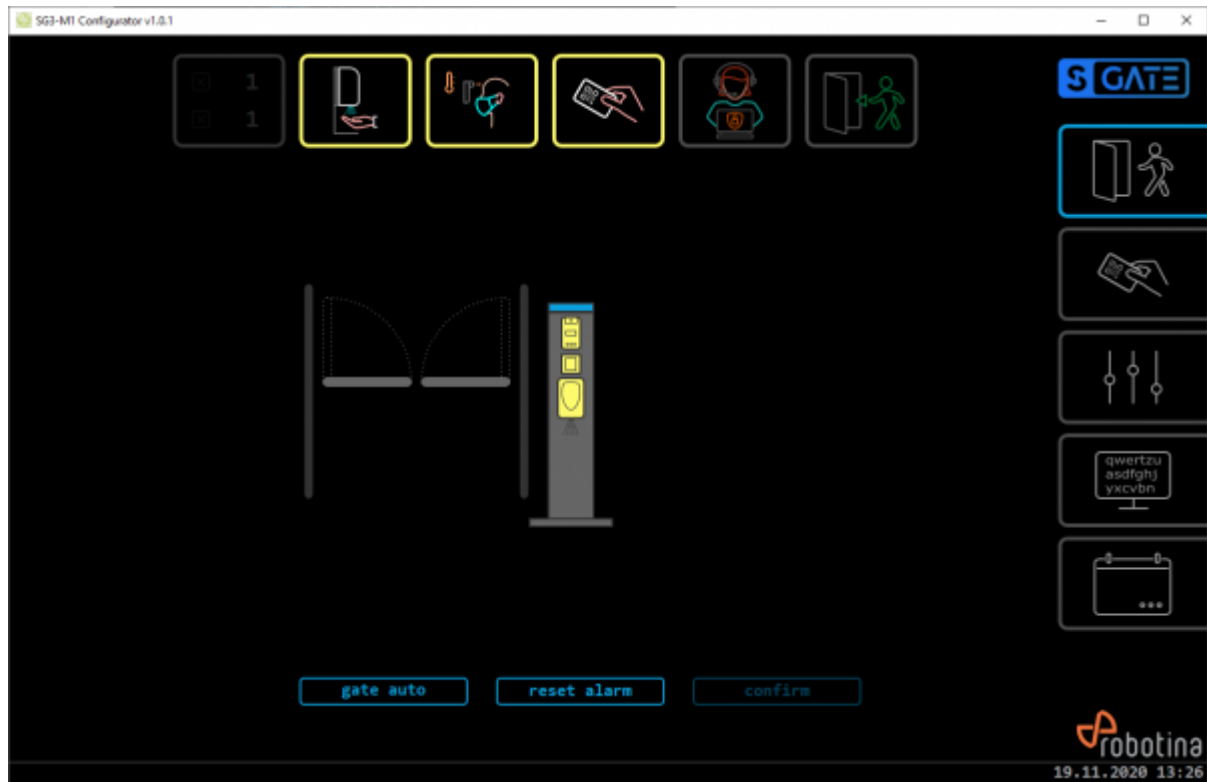 SG3-M1 Configurator v1.0.1
1
1
S GATE
qwertzu
asdfghj
yxcvbn
gate auto
reset alarm
confirm
robotina
19.11.2020 13:26